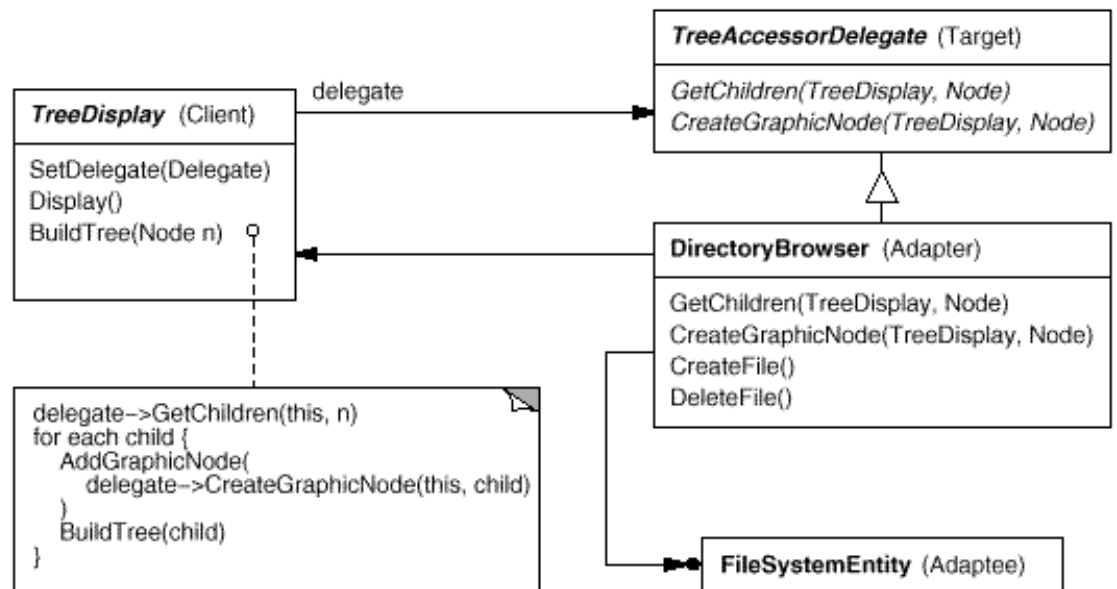 TreeAccessorDelegate (Target)
GetChildren(TreeDisplay, Node)
CreateGraphicNode(TreeDisplay, Node)
delegate
TreeDisplay (Client)
SetDelegate(Delegate)
Display()
BuildTree(Node n)
DirectoryBrowser (Adapter)
GetChildren(TreeDisplay, Node)
CreateGraphicNode(TreeDisplay, Node)
CreateFile()
DeleteFile()
delegate–>GetChildren(this, n)
for each child {
AddGraphicNode(
delegate–>CreateGraphicNode(this, child)
)
BuildTree(child)
}
FileSystemEntity (Adaptee)